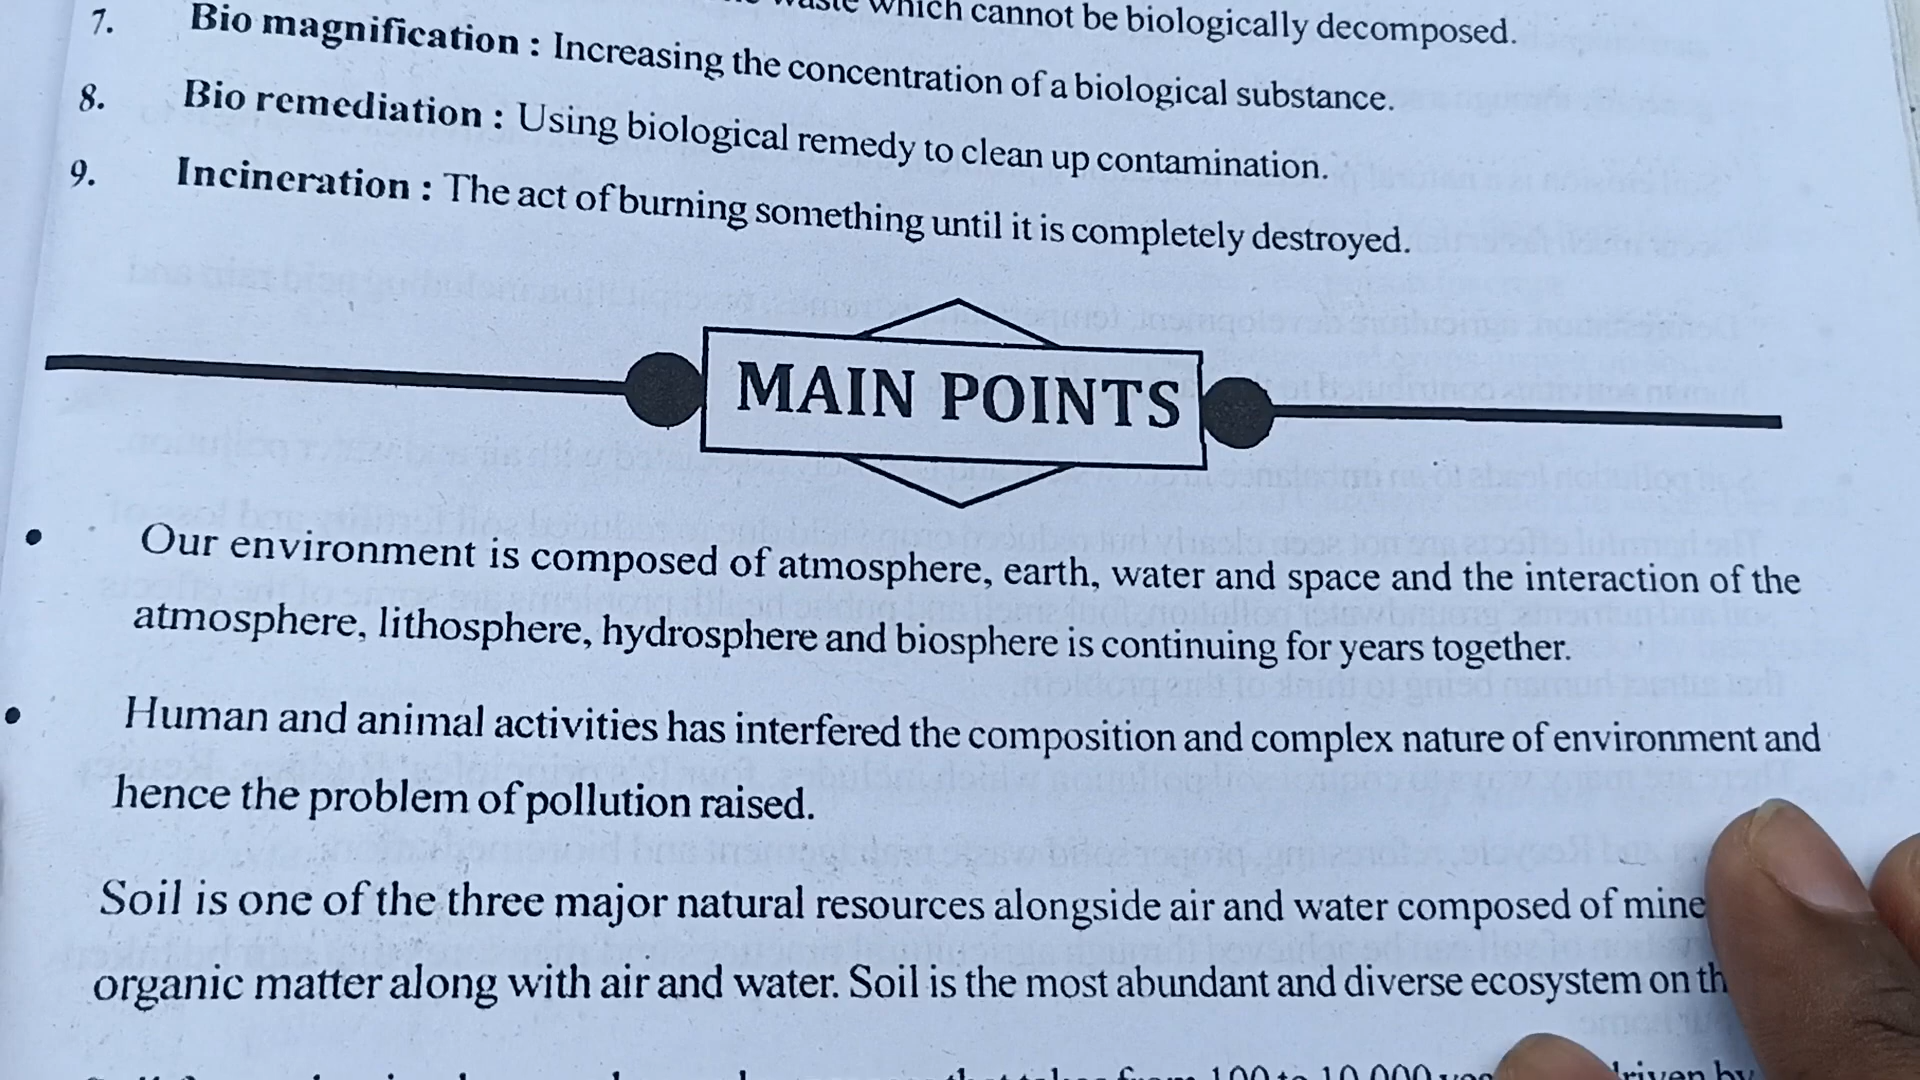 waste which cannot be biologically decomposed.
7. Bio magnification : Increasing the concentration of a biological substance.
8. Bio remediation : Using biological remedy to clean up contamination.
9. Incineration : The act of burning something until it is completely destroyed.
MAIN POINTS
• Our environment is composed of atmosphere, earth, water and space and the interaction of the
atmosphere, lithosphere, hydrosphere and biosphere is continuing for years together.
• Human and animal activities has interfered the composition and complex nature of environment and
hence the problem of pollution raised.
Soil is one of the three major natural resources alongside air and water composed of
organic matter along with air and water. Soil is the most abundant and diverse ecosystem on
100 to 10,000